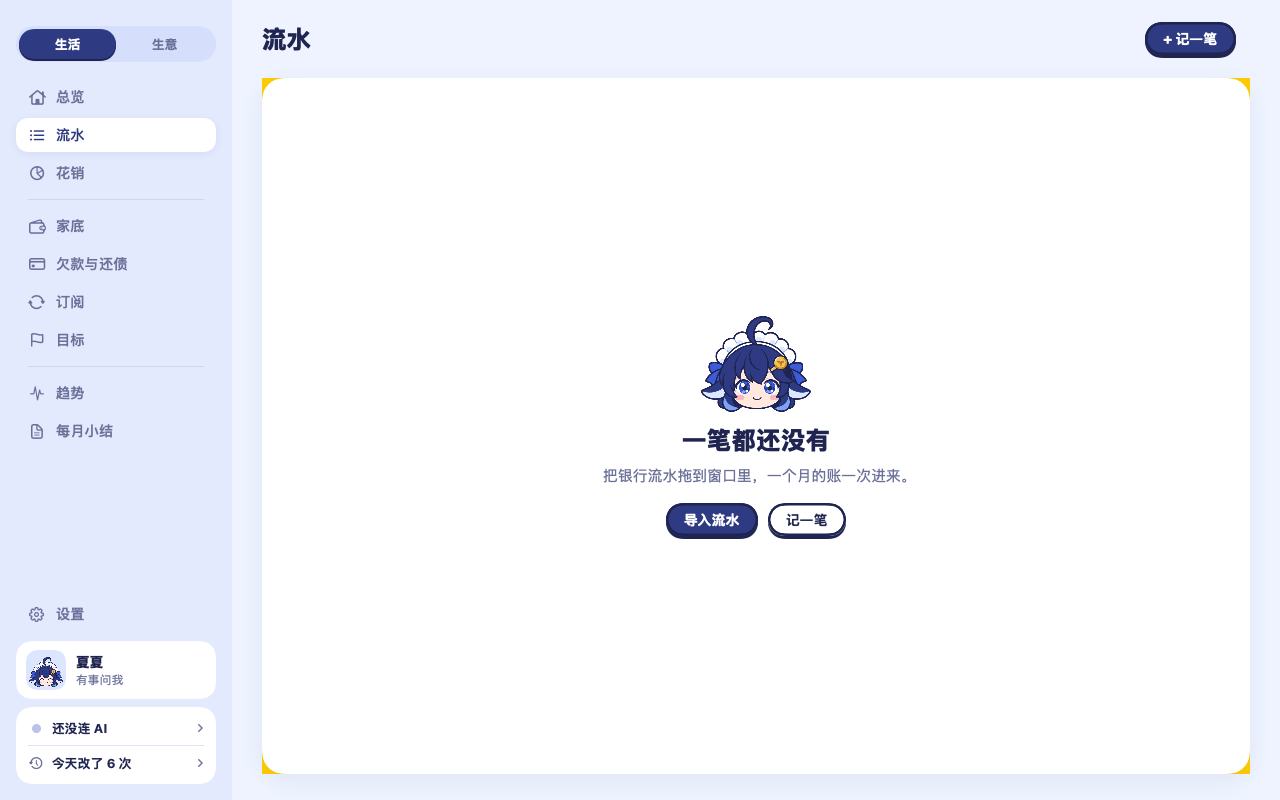 生活
生意
总览
流水
花销
家底
欠款与还债
订阅
目标
趋势
每月小结
设置
夏夏
有事问我
还没连 AI
今天改了 6 次
流水
+ 记一笔
一笔都还没有
把银行流水拖到窗口里，一个月的账一次进来。
导入流水
记一笔